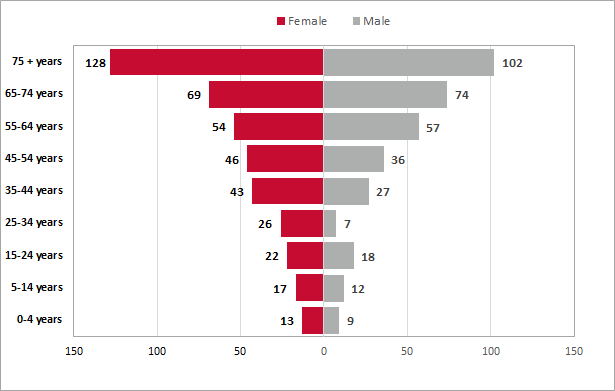 Female Male
75 + years 128 102
65-74 years 69 74
55-64 years 54 57
45-54 years 46 36
35-44 years 43 27
25-34 years 26 7
15-24 years 22 18
5-14 years 17 12
0-4 years 13 9
150 100 50 0 50 100 150